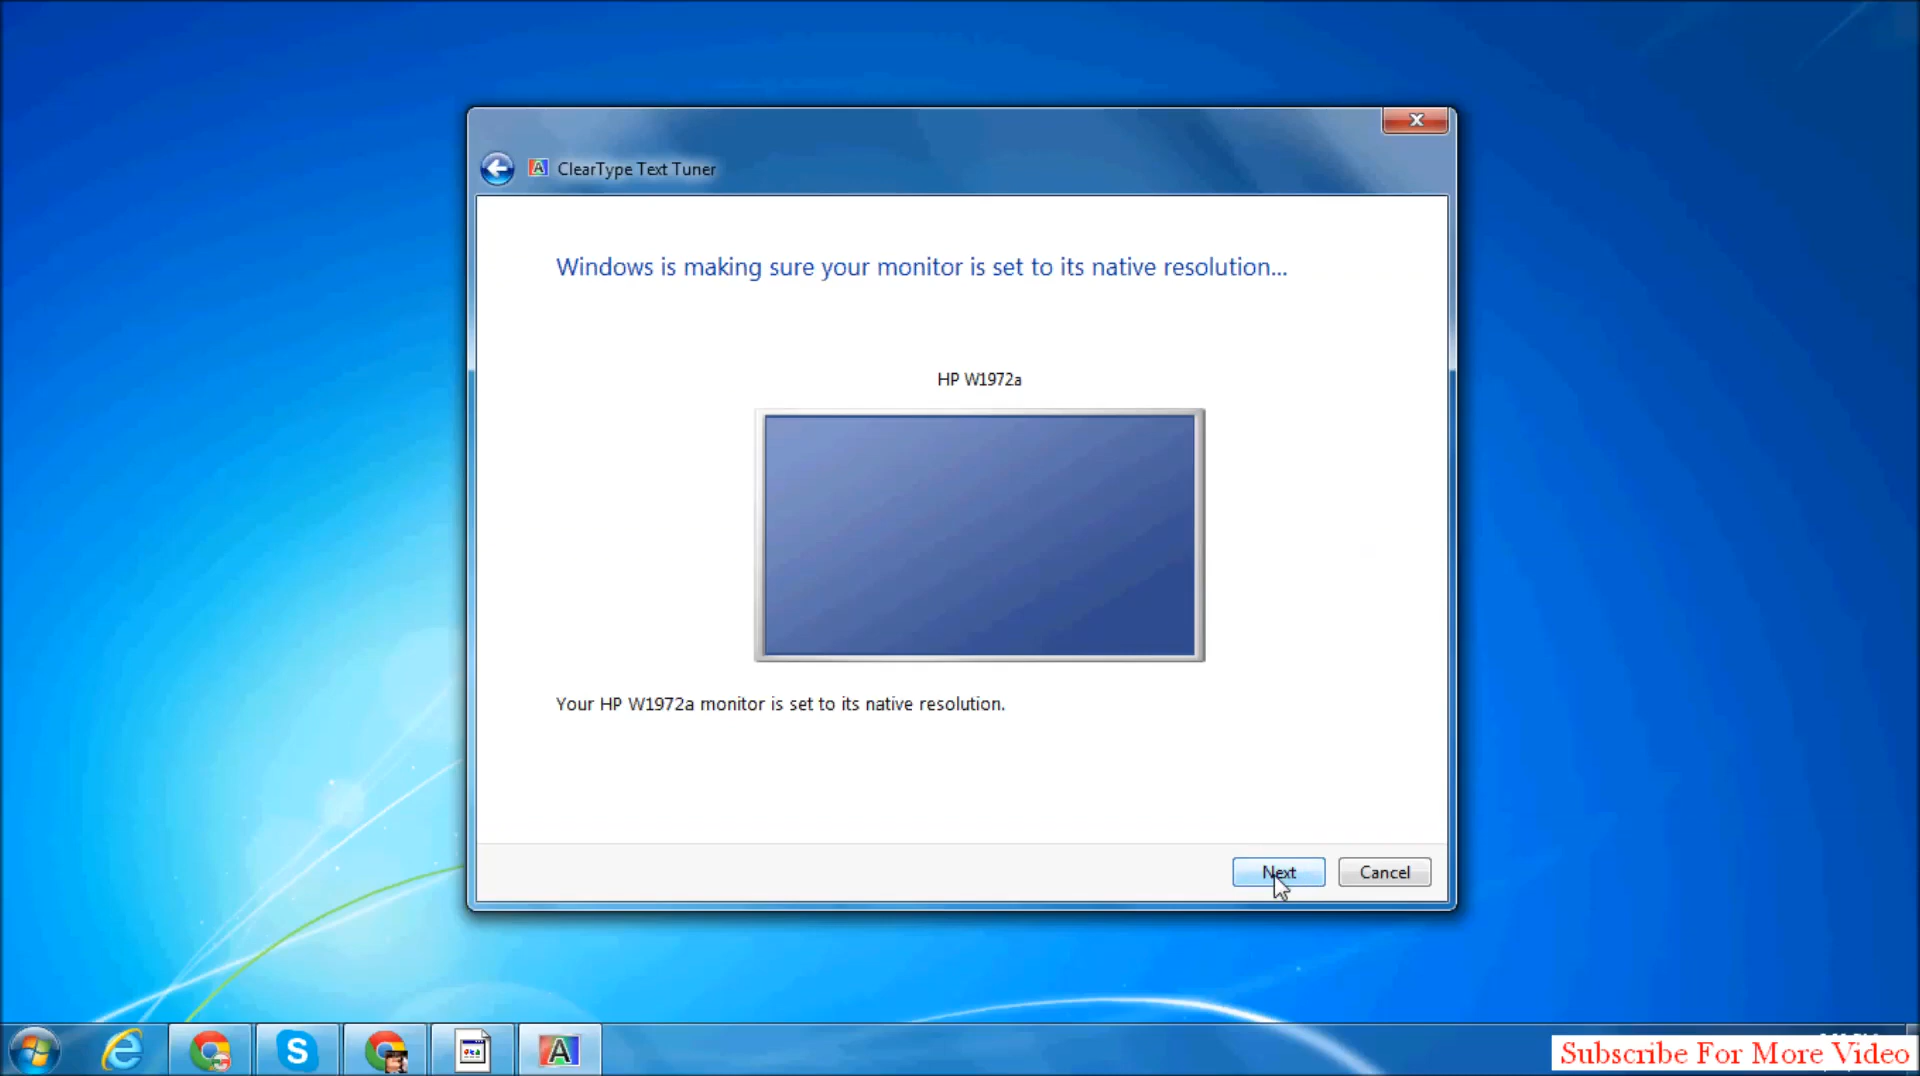 ClearType Text Tuner
Windows is making sure your monitor is set to its native resolution...
HP W1972a
Your HP W1972a monitor is set to its native resolution.
Next
Cancel
Subscribe For More Video